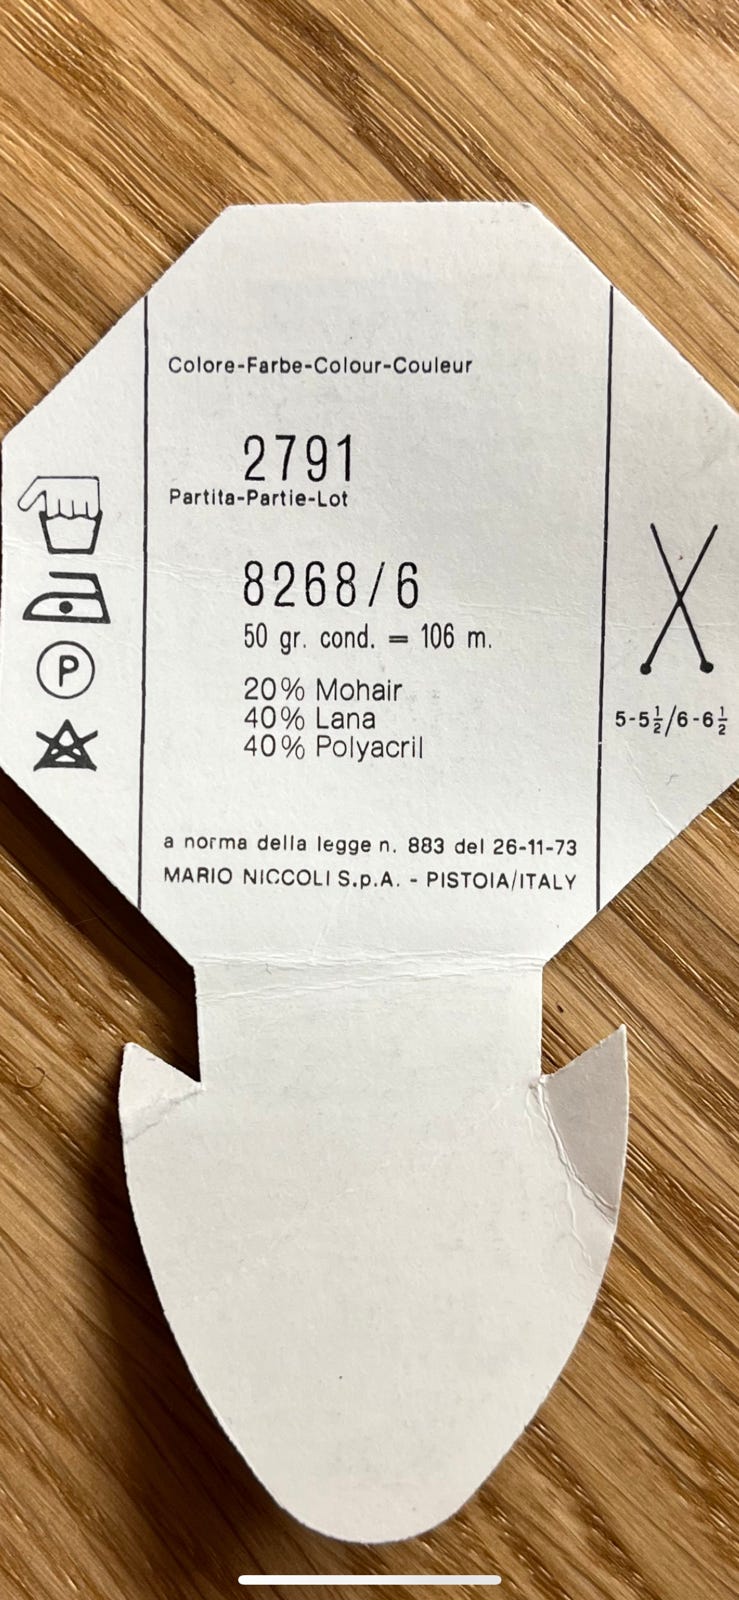 Colore-Farbe-Colour-Couleur
2791
Partita-Partie-Lot
8268/6
50 gr. cond. = 106 m.
20% Mohair
40% Lana
40% Polyacril
P
5-5½/6-6½
a norma della legge n. 883 del 26-11-73
MARIO NICCOLI S.p.A. - PISTOIA/ITALY